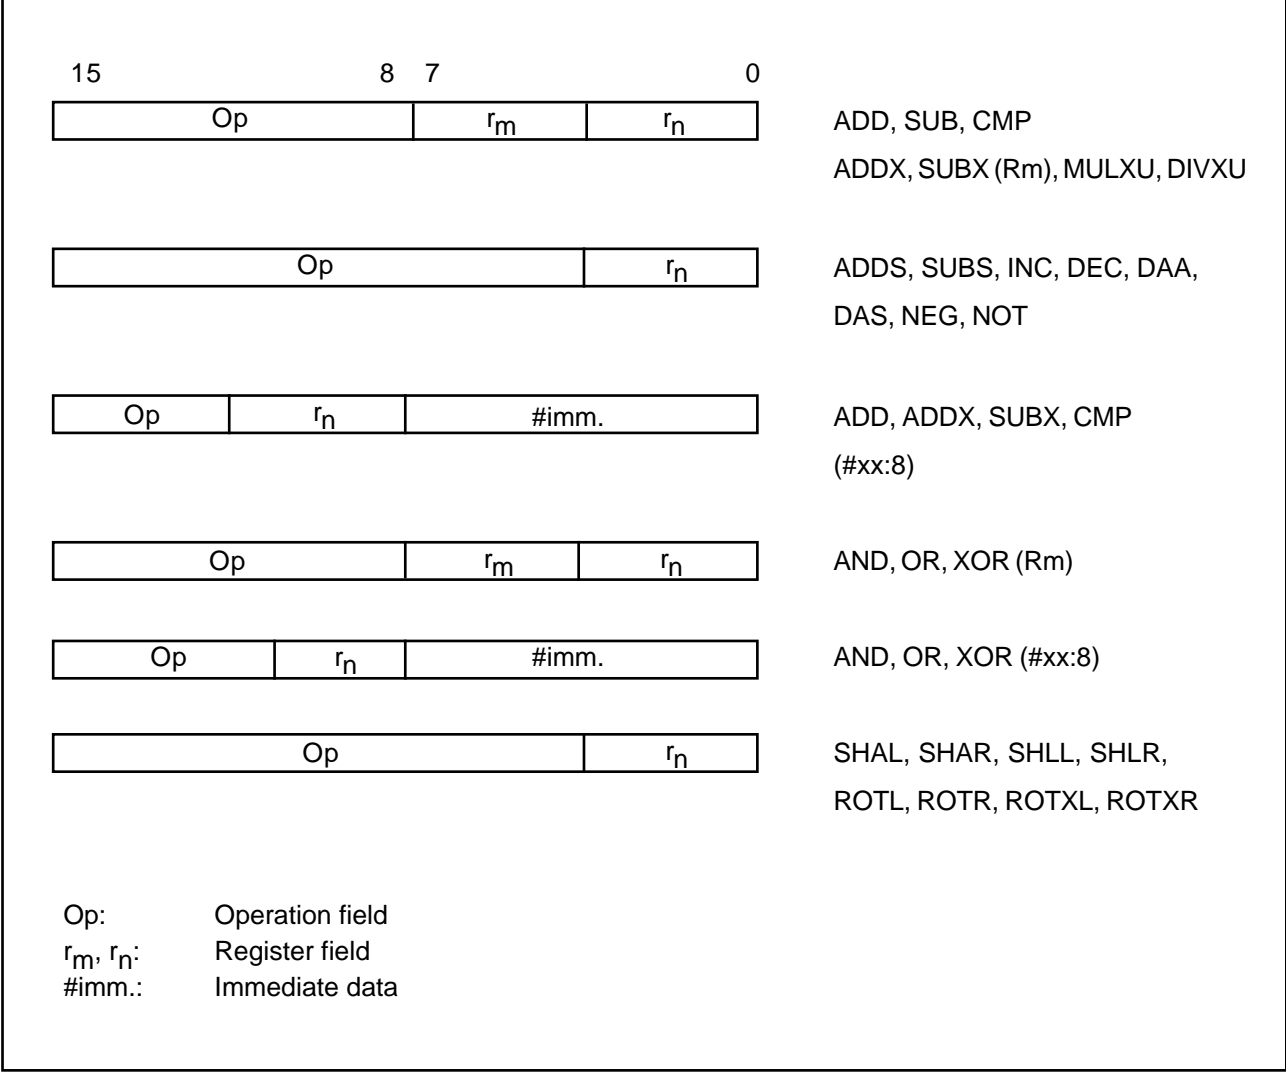 15 8 7 0
Op rm rn ADD, SUB, CMP
ADDX, SUBX (Rm), MULXU, DIVXU
Op rn ADDS, SUBS, INC, DEC, DAA,
DAS, NEG, NOT
Op rn #imm. ADD, ADDX, SUBX, CMP
(#xx:8)
Op rm rn AND, OR, XOR (Rm)
Op rn #imm. AND, OR, XOR (#xx:8)
Op rn SHAL, SHAR, SHLL, SHLR,
ROTL, ROTR, ROTXL, ROTXR
Op: Operation field
rm, rn: Register field
#imm.: Immediate data